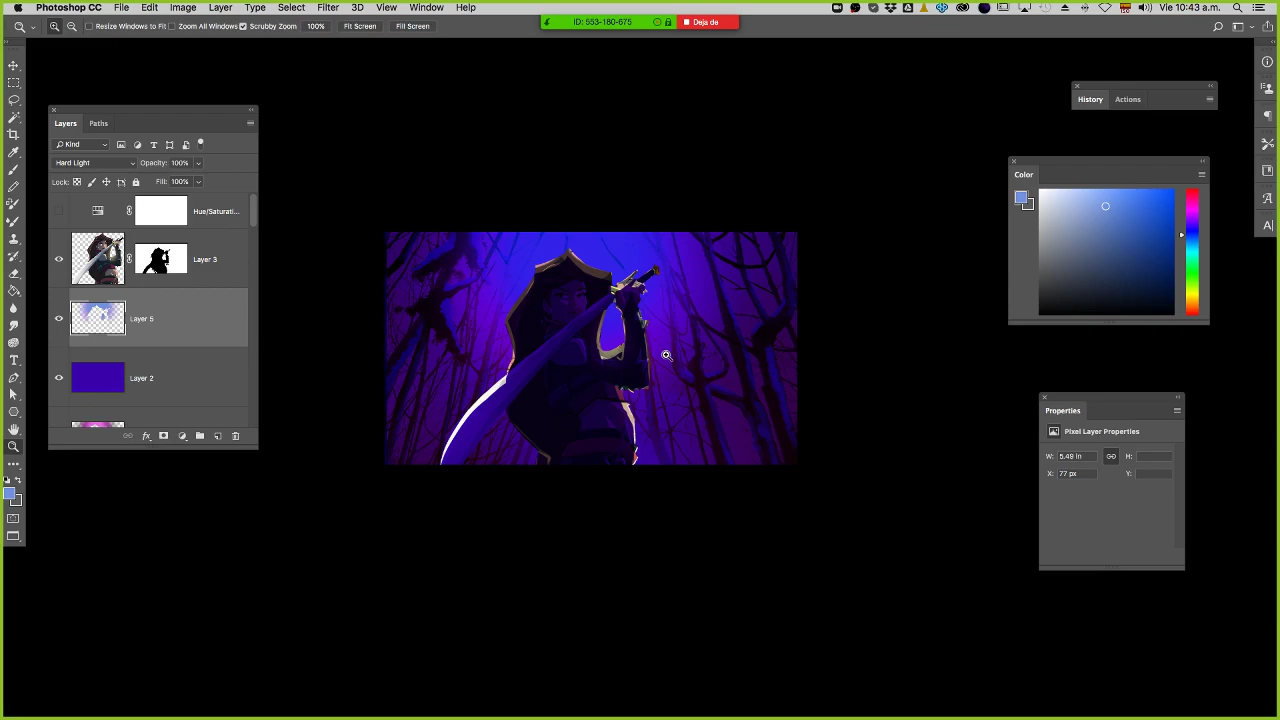 Photoshop CC File Edit Image Layer Type Select Filter 3D View Window Help Vie 10:43 a.m.
ID: 553-180-675 Deja de
Resize Windows to Fit Zoom All Windows Scrubby Zoom 100% Fit Screen Fill Screen
History Actions
Layers Paths
Kind
Hard Light Opacity: 100%
Lock: Fill: 100%
Hue/Saturati...
Layer 3
Layer 5
Layer 2
fx
Color
Properties
Pixel Layer Properties
W: 5.49 in H:
X: 77 px Y: